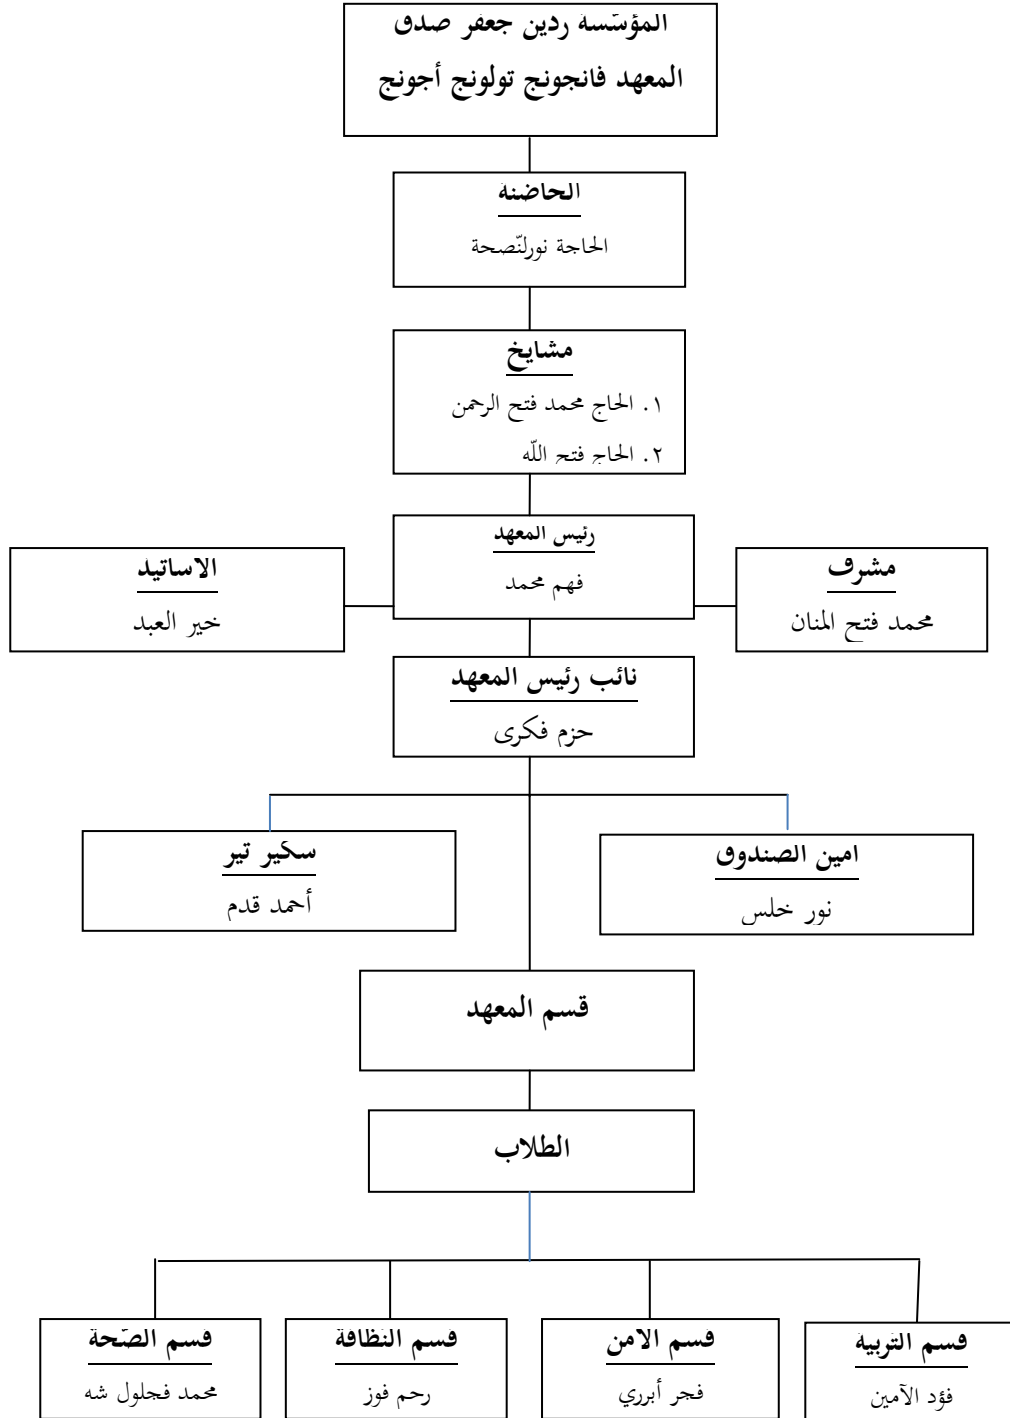 المؤسّسة ردين جعفر صدق
المعهد فانجونج تولونج أجونج
الحاضنة
الحاجة نورلنّصحة
مشايخ
١. الحاج محمد فتح الرحمن
٢. الحاج فتح اللّه
رئيس المعهد
فهم محمد
مشرف
محمد فتح المنان
الاساتيد
خير العبد
نائب رئيس المعهد
حزم فكرى
امين الصندوق
نور خلس
سكير تير
أحمد قدم
قسم المعهد
الطلاب
قسم التربية
فؤد الآمين
قسم الامن
فجر أبرري
قسم النظافة
رحم فوز
قسم الصّحة
محمد فجلول شه